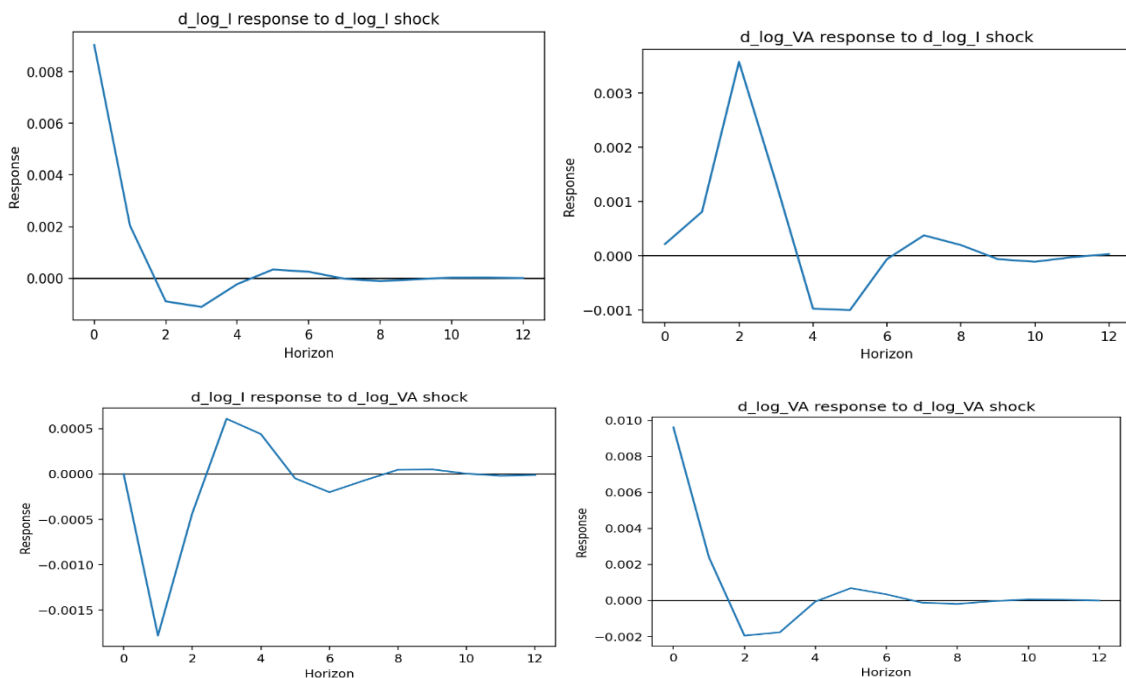 d_log_I response to d_log_I shock
0.008
0.006
0.004
0.002
0.000
Response
0 2 4 6 8 10 12
Horizon
d_log_VA response to d_log_I shock
0.003
0.002
0.001
0.000
−0.001
Response
0 2 4 6 8 10 12
Horizon
d_log_I response to d_log_VA shock
0.0005
0.0000
−0.0005
−0.0010
−0.0015
Response
0 2 4 6 8 10 12
Horizon
d_log_VA response to d_log_VA shock
0.010
0.008
0.006
0.004
0.002
0.000
−0.002
Response
0 2 4 6 8 10 12
Horizon